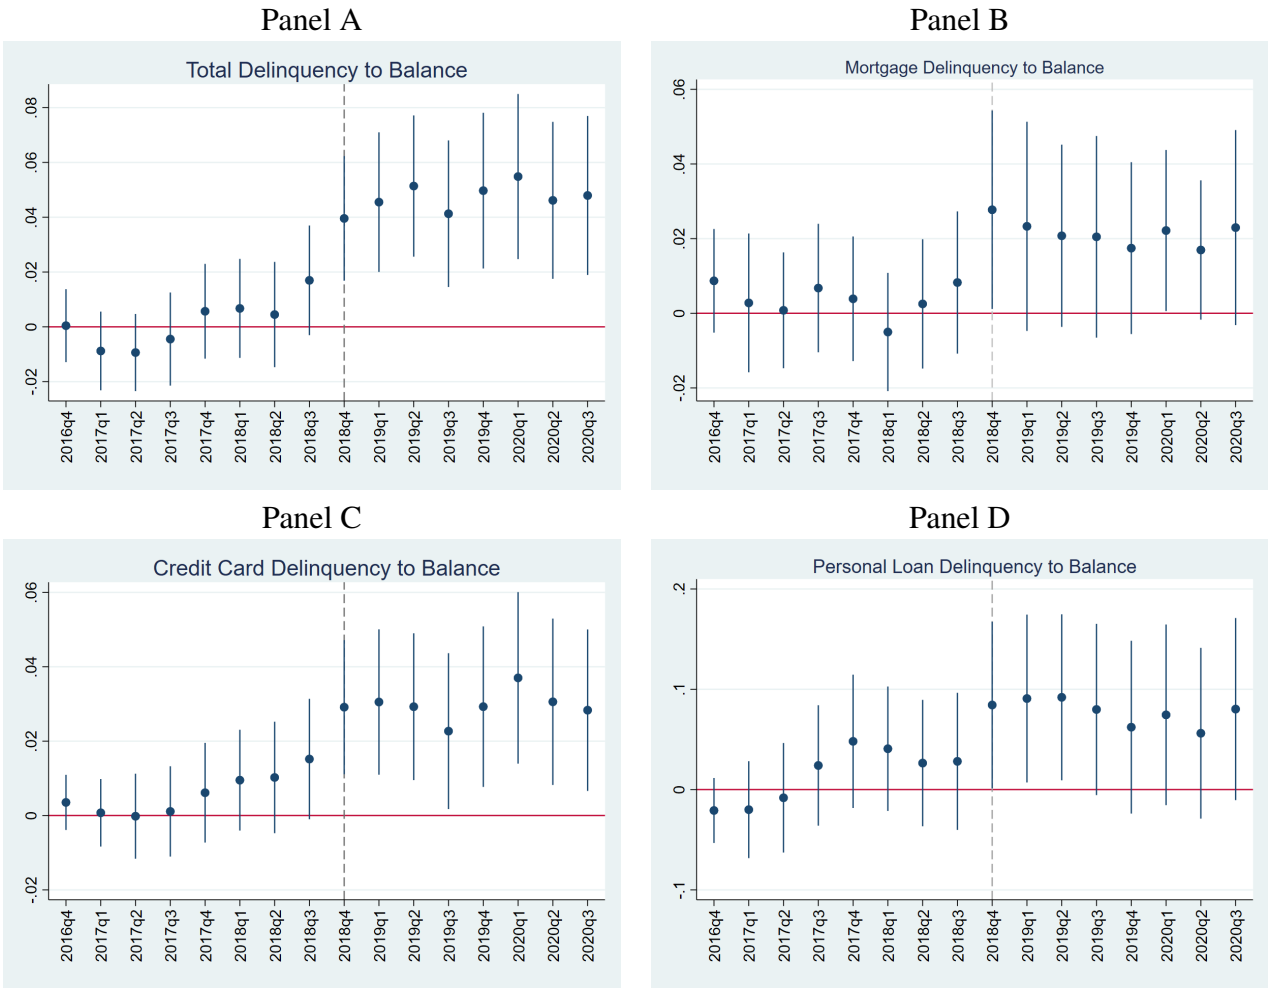 Panel A
Total Delinquency to Balance
.08
.06
.04
.02
0
-.02
2016q4
2017q1
2017q2
2017q3
2017q4
2018q1
2018q2
2018q3
2018q4
2019q1
2019q2
2019q3
2019q4
2020q1
2020q2
2020q3
Panel B
Mortgage Delinquency to Balance
.06
.04
.02
0
-.02
2016q4
2017q1
2017q2
2017q3
2017q4
2018q1
2018q2
2018q3
2018q4
2019q1
2019q2
2019q3
2019q4
2020q1
2020q2
2020q3
Panel C
Credit Card Delinquency to Balance
.06
.04
.02
0
-.02
2016q4
2017q1
2017q2
2017q3
2017q4
2018q1
2018q2
2018q3
2018q4
2019q1
2019q2
2019q3
2019q4
2020q1
2020q2
2020q3
Panel D
Personal Loan Delinquency to Balance
.2
.1
0
-.1
2016q4
2017q1
2017q2
2017q3
2017q4
2018q1
2018q2
2018q3
2018q4
2019q1
2019q2
2019q3
2019q4
2020q1
2020q2
2020q3